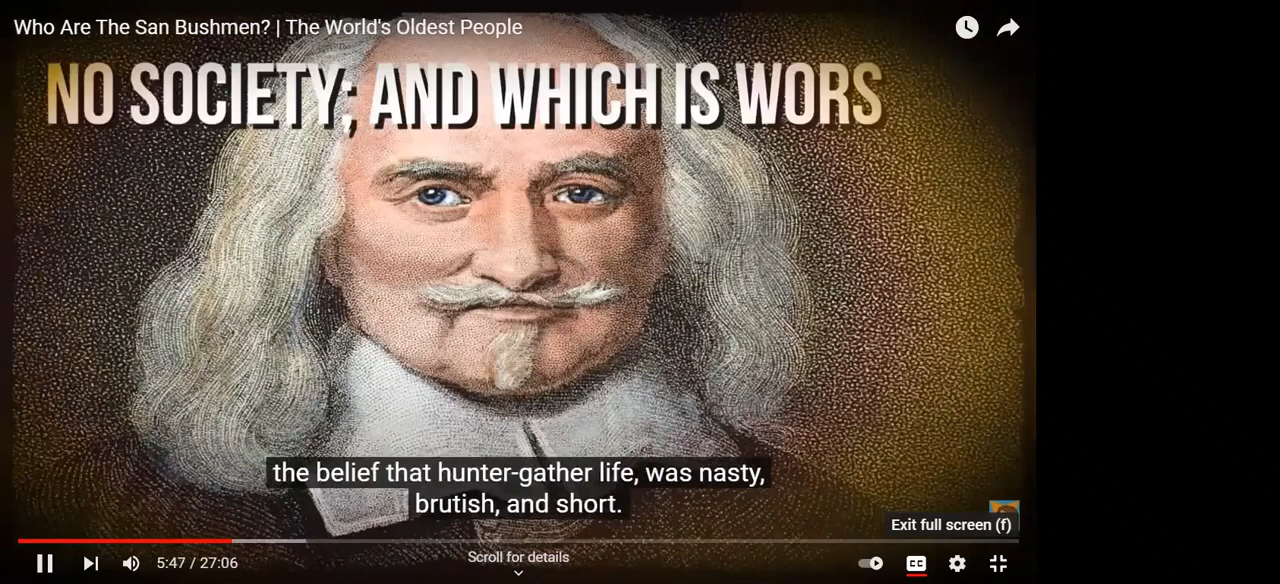 Who Are The San Bushmen? | The World's Oldest People
NO SOCIETY; AND WHICH IS WORS
the belief that hunter-gather life, was nasty,
brutish, and short.
Exit full screen (f)
5:47 / 27:06
Scroll for details
CC